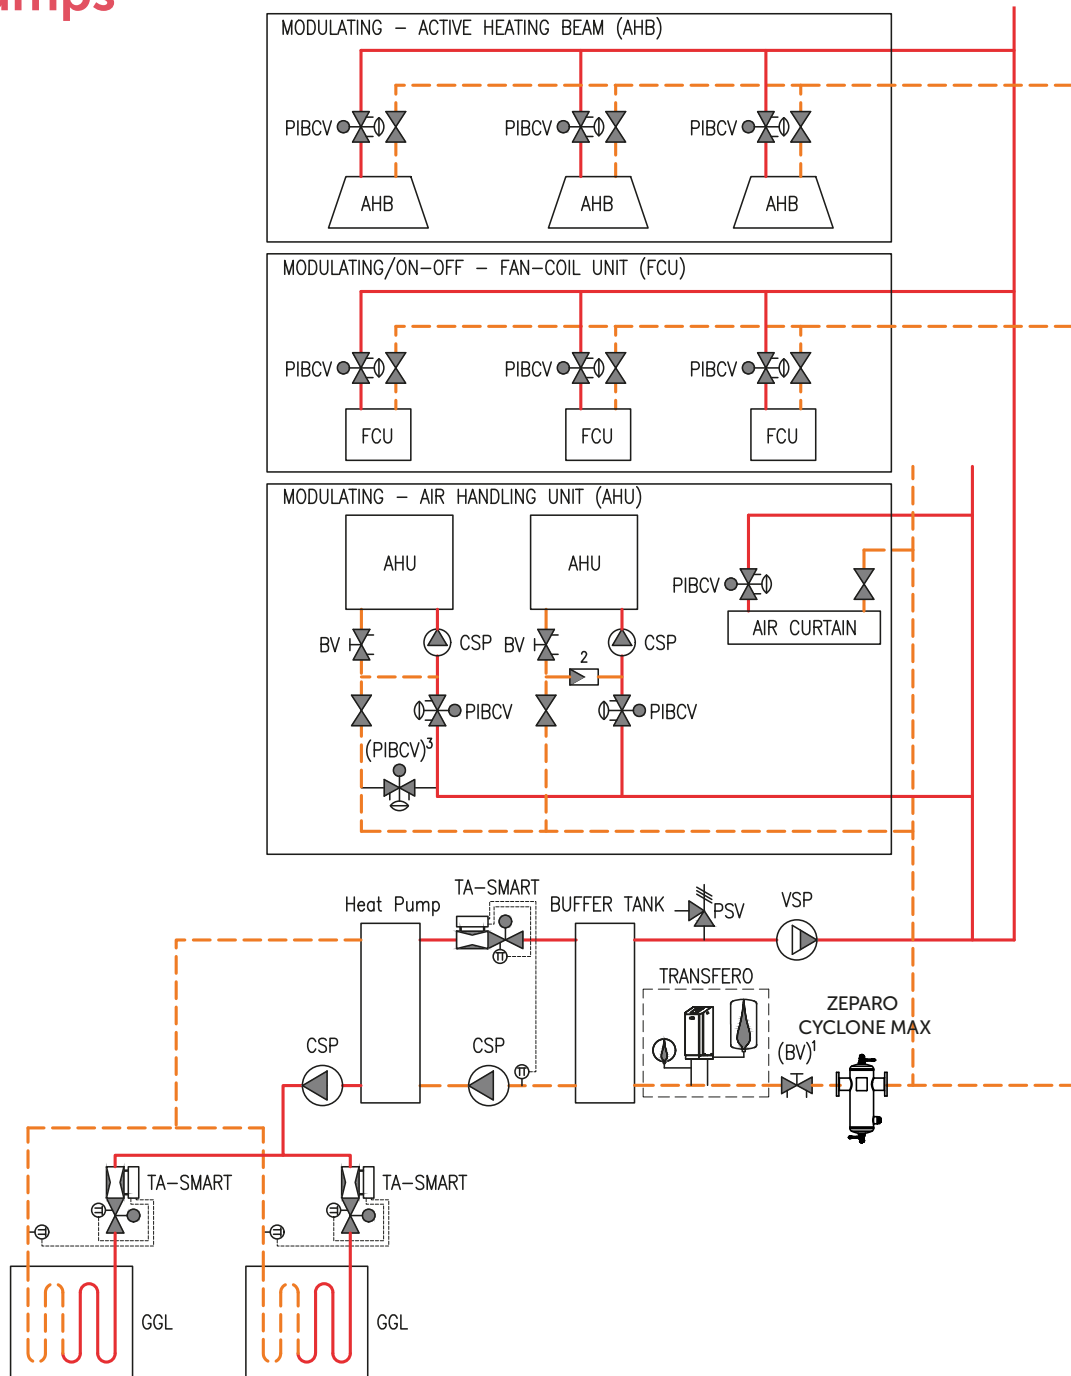 MODULATING – ACTIVE HEATING BEAM (AHB)
PIBCV PIBCV PIBCV
AHB AHB AHB
MODULATING/ON-OFF – FAN-COIL UNIT (FCU)
PIBCV PIBCV PIBCV
FCU FCU FCU
MODULATING – AIR HANDLING UNIT (AHU)
AHU AHU
PIBCV
AIR CURTAIN
BV CSP BV CSP
2
PIBCV PIBCV
(PIBCV)³
TA-SMART
Heat Pump BUFFER TANK PSV VSP
TRANSFERO
ZEPARO
CYCLONE MAX
CSP CSP (BV)¹
TA-SMART TA-SMART
GGL GGL